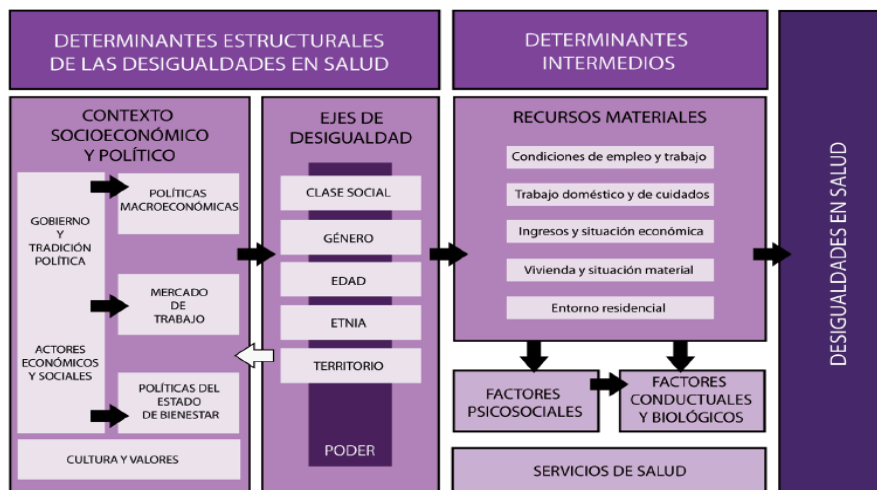 DETERMINANTES ESTRUCTURALES
DE LAS DESIGUALDADES EN SALUD
DETERMINANTES
INTERMEDIOS
CONTEXTO
SOCIOECONÓMICO
Y POLÍTICO
GOBIERNO
Y
TRADICIÓN
POLÍTICA
ACTORES
ECONÓMICOS
Y SOCIALES
POLÍTICAS
MACROECONÓMICAS
MERCADO
DE
TRABAJO
POLÍTICAS DEL
ESTADO
DE BIENESTAR
CULTURA Y VALORES
EJES DE
DESIGUALDAD
CLASE SOCIAL
GÉNERO
EDAD
ETNIA
TERRITORIO
PODER
RECURSOS MATERIALES
Condiciones de empleo y trabajo
Trabajo doméstico y de cuidados
Ingresos y situación económica
Vivienda y situación material
Entorno residencial
FACTORES
PSICOSOCIALES
FACTORES
CONDUCTUALES
Y BIOLÓGICOS
SERVICIOS DE SALUD
DESIGUALDADES EN SALUD